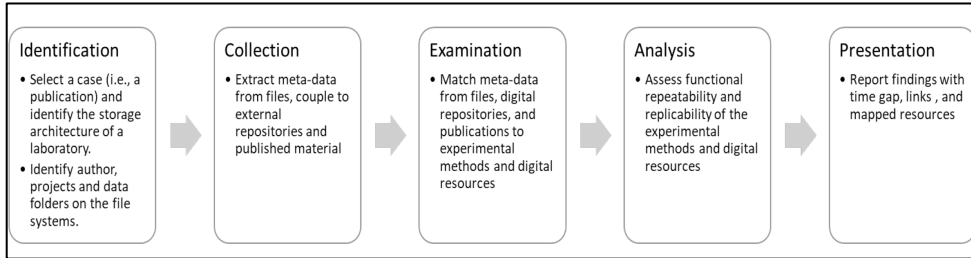 Identification
• Select a case (i.e., a
publication) and
identify the storage
architecture of a
laboratory.
• Identify author,
projects and data
folders on the file
systems.
Collection
• Extract meta-data
from files, couple to
external
repositories and
published material
Examination
• Match meta-data
from files, digital
repositories, and
publications to
experimental
methods and digital
resources
Analysis
• Assess functional
repeatability and
replicability of the
experimental
methods and digital
resources
Presentation
• Report findings with
time gap, links , and
mapped resources